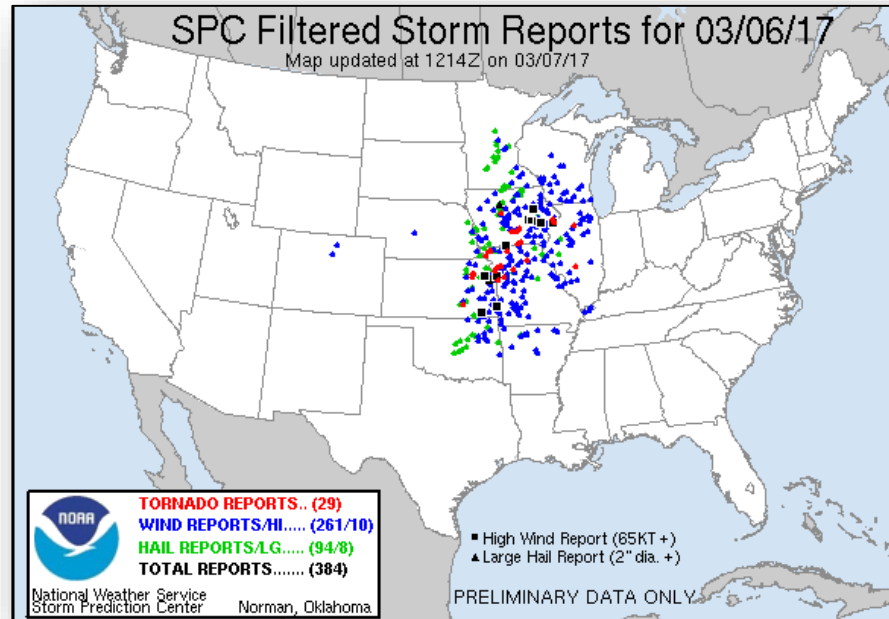 SPC Filtered Storm Reports for 03/06/17
Map updated at 1214Z on 03/07/17
NOAA
TORNADO REPORTS.. (29)
WIND REPORTS/HI..... (261/10)
HAIL REPORTS/LG..... (94/8)
TOTAL REPORTS....... (384)
National Weather Service
Storm Prediction Center Norman, Oklahoma
High Wind Report (65KT +)
Large Hail Report (2" dia. +)
PRELIMINARY DATA ONLY